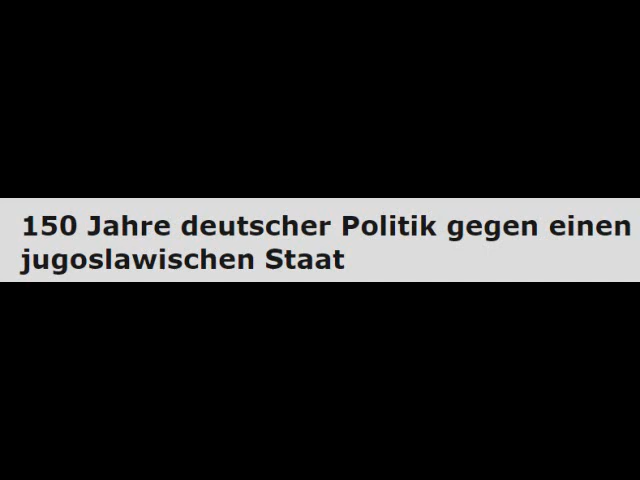 150 Jahre deutscher Politik gegen einen
jugoslawischen Staat